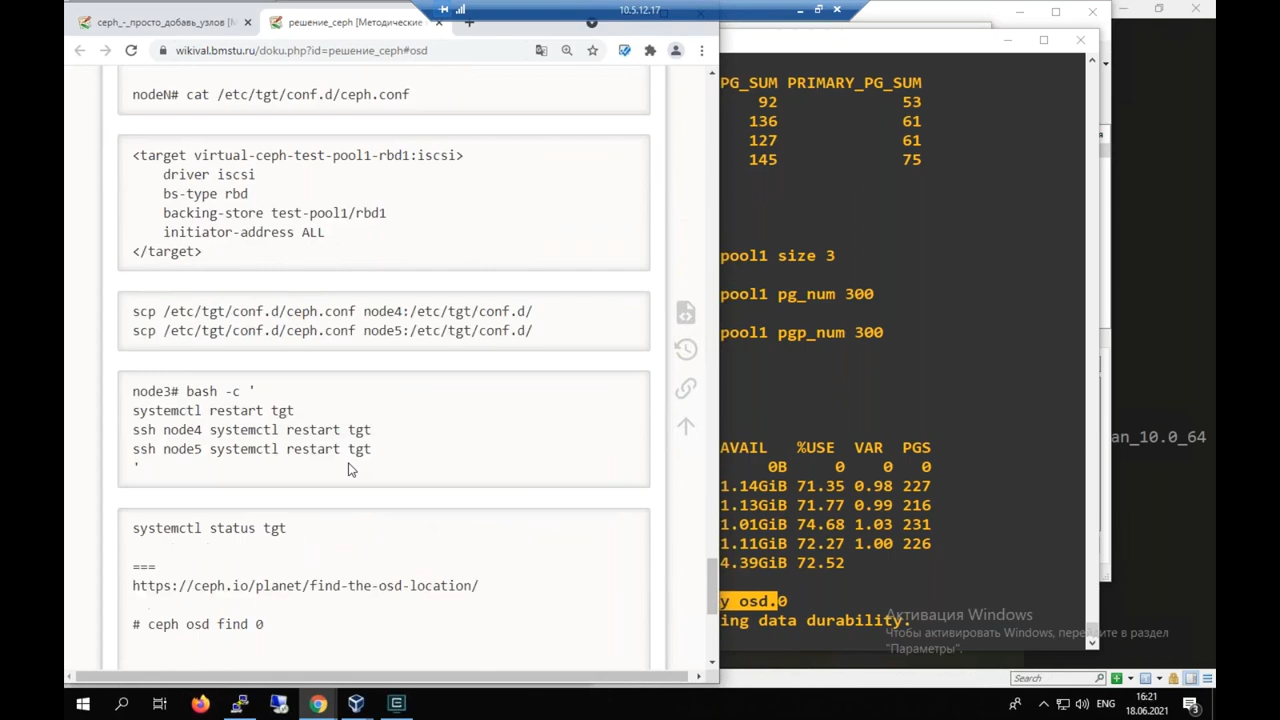 10.5.12.17
ceph_-_просто_добавь_узлов [М
решение_ceph [Методические
wikival.bmstu.ru/doku.php?id=решение_ceph#osd
nodeN# cat /etc/tgt/conf.d/ceph.conf
<target virtual-ceph-test-pool1-rbd1:iscsi>
driver iscsi
bs-type rbd
backing-store test-pool1/rbd1
initiator-address ALL
</target>
scp /etc/tgt/conf.d/ceph.conf node4:/etc/tgt/conf.d/
scp /etc/tgt/conf.d/ceph.conf node5:/etc/tgt/conf.d/
node3# bash -c '
systemctl restart tgt
ssh node4 systemctl restart tgt
ssh node5 systemctl restart tgt
'
systemctl status tgt
===
https://ceph.io/planet/find-the-osd-location/
# ceph osd find 0
PG_SUM PRIMARY_PG_SUM
92 53
136 61
127 61
145 75
pool1 size 3
pool1 pg_num 300
pool1 pgp_num 300
AVAIL %USE VAR PGS
0B 0 0 0
1.14GiB 71.35 0.98 227
1.13GiB 71.77 0.99 216
1.01GiB 74.68 1.03 231
1.11GiB 72.27 1.00 226
4.39GiB 72.52
y osd.0
ing data durability.
an_10.0_64
я
Активация Windows
Чтобы активировать Windows, перейдите в раздел
"Параметры".
Search
ENG
16:21
18.06.2021
3